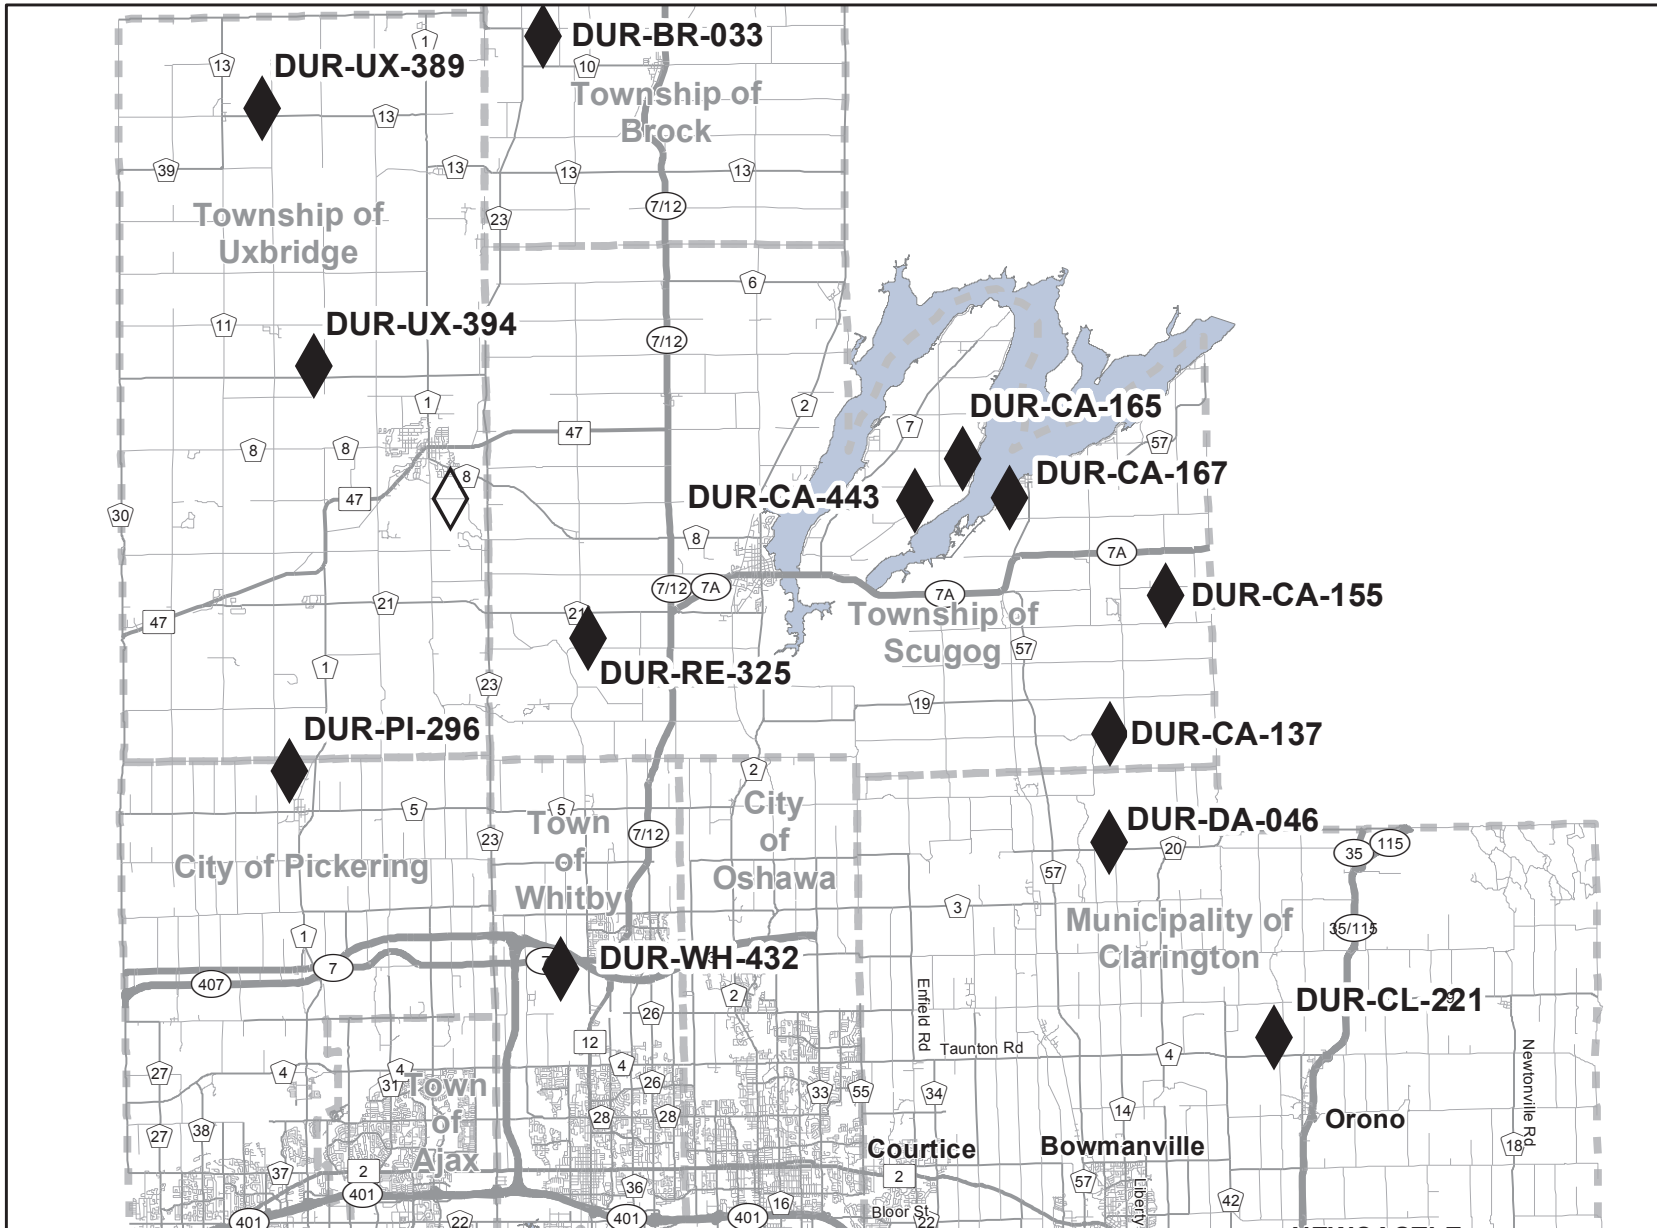 DUR-BR-033
1
13
DUR-UX-389
10
Township of
Brock
13
39
13
13
13
Township of
Uxbridge
23
7/12
6
11
DUR-UX-394
7/12
1
2
DUR-CA-165
7
47
57
8
8
8
DUR-CA-167
DUR-CA-443
47
30
8
7A
7/12
7A
7A
DUR-CA-155
21
21
47
Township of
Scugog
57
1
DUR-RE-325
23
19
DUR-PI-296
DUR-CA-137
2
5
5
City
of
Oshawa
Town
of
Whitby
7/12
23
DUR-DA-046
20
35
115
City of Pickering
57
3
Municipality of
Clarington
35/115
1
7
407
7
DUR-WH-432
3
2
26
9
DUR-CL-221
Enfield Rd
12
Taunton Rd
4
Newtonville Rd
27
4
4
31
4
26
33
55
34
Town
of
Ajax
14
27
38
28
28
Orono
18
Courtice
Bowmanville
37
2
401
36
2
57
42
16
Liberty
401
22
401
401
Bloor St
22
NEWCASTLE